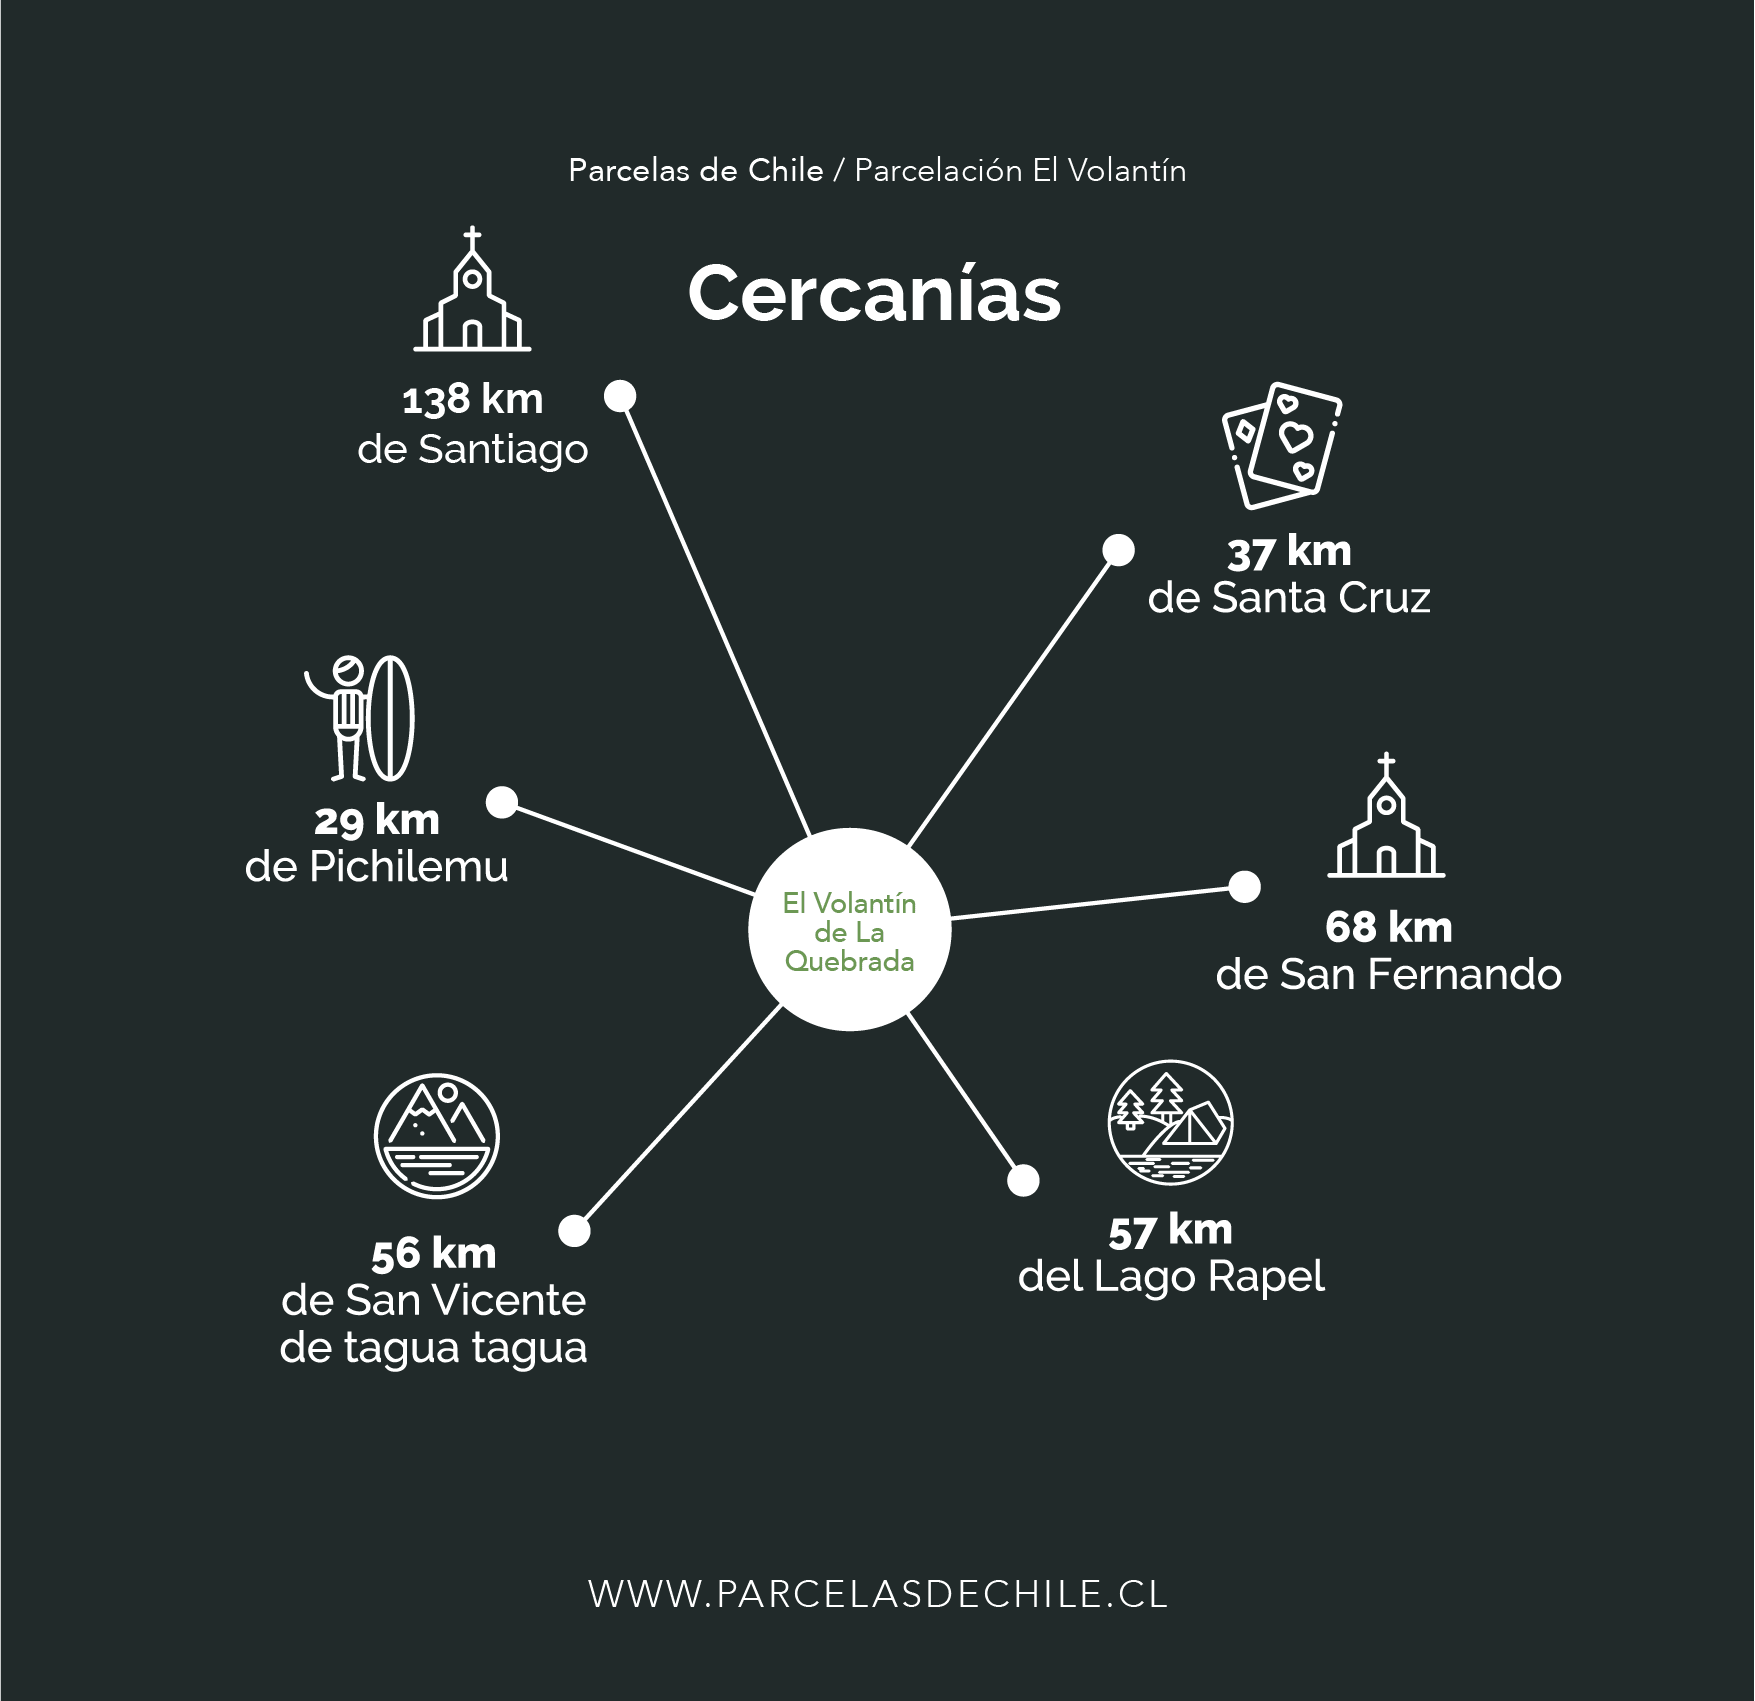 Parcelas de Chile / Parcelación El Volantín
Cercanías
138 km
de Santiago
37 km
de Santa Cruz
29 km
de Pichilemu
El Volantín
de La
Quebrada
68 km
de San Fernando
56 km
de San Vicente
de tagua tagua
57 km
del Lago Rapel
WWW.PARCELASDECHILE.CL